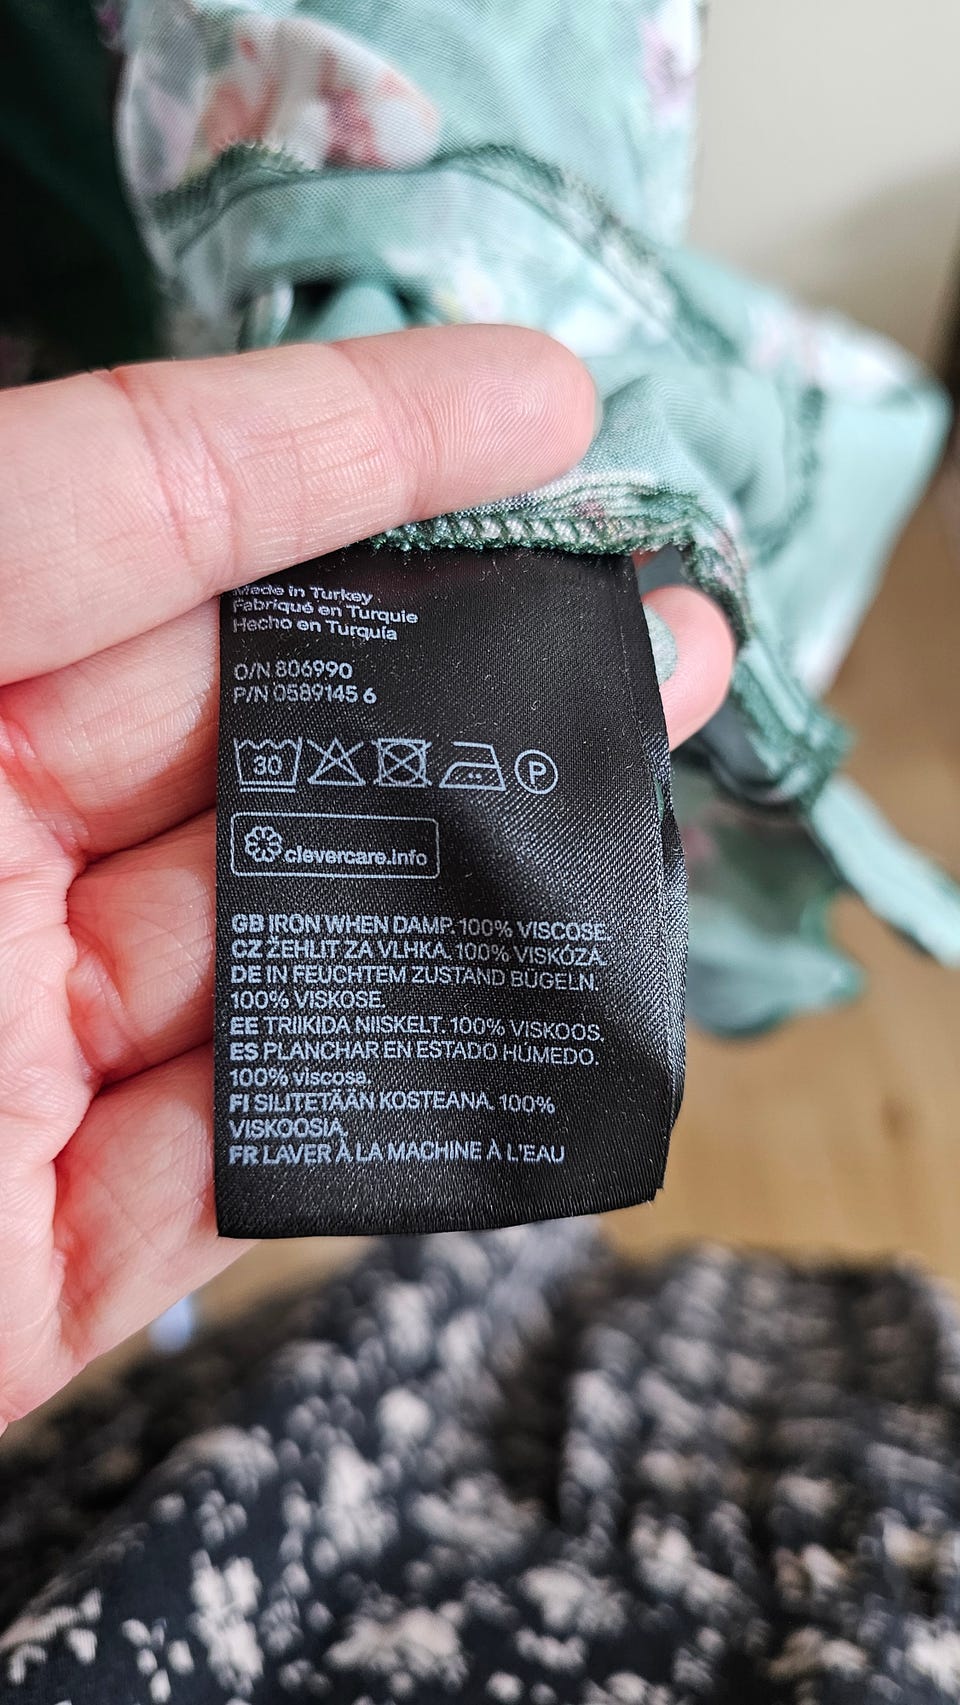 Made in Turkey
Fabriqué en Turquie
Hecho en Turquía
O/N 806990
P/N 0589145 6
30 P
clevercare.info
GB IRON WHEN DAMP. 100% VISCOSE.
CZ ŽEHLIT ZA VLHKA. 100% VISKÓZA.
DE IN FEUCHTEM ZUSTAND BÜGELN.
100% VISKOSE.
EE TRIIKIDA NIISKELT. 100% VISKOOS.
ES PLANCHAR EN ESTADO HÚMEDO.
100% viscosa.
FI SILITETÄÄN KOSTEANA. 100%
VISKOOSIA.
FR LAVER À LA MACHINE À L'EAU